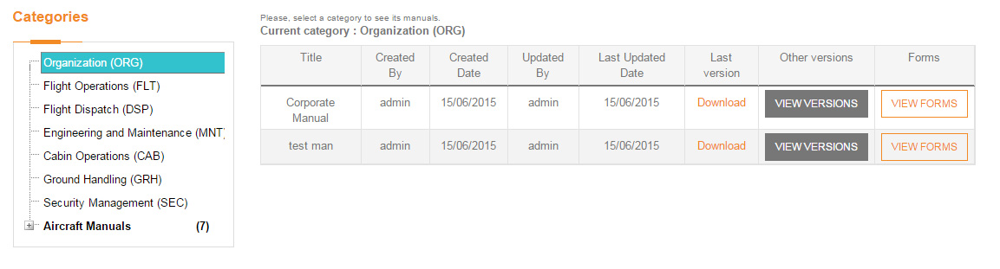 Categories
Organization (ORG)
Flight Operations (FLT)
Flight Dispatch (DSP)
Engineering and Maintenance (MNT)
Cabin Operations (CAB)
Ground Handling (GRH)
Security Management (SEC)
Aircraft Manuals (7)
Please, select a category to see its manuals.
Current category : Organization (ORG)
Title Created By Created Date Updated By Last Updated Date Last version Other versions Forms
Corporate Manual admin 15/06/2015 admin 15/06/2015 Download VIEW VERSIONS VIEW FORMS
test man admin 15/06/2015 admin 15/06/2015 Download VIEW VERSIONS VIEW FORMS